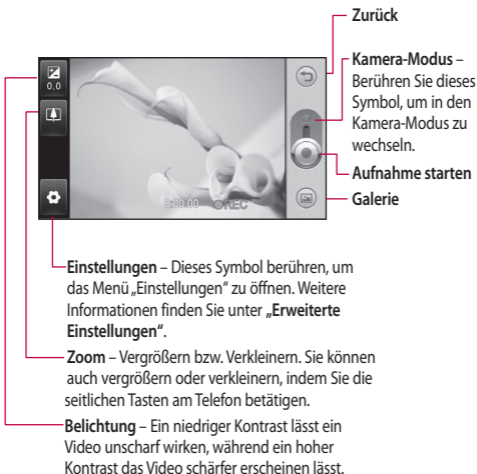 Zurück
Kamera-Modus –
Berühren Sie dieses
Symbol, um in den
Kamera-Modus zu
wechseln.
Aufnahme starten
Galerie
0.0
0:00:00 REC
Einstellungen – Dieses Symbol berühren, um
das Menü „Einstellungen" zu öffnen. Weitere
Informationen finden Sie unter „Erweiterte
Einstellungen".
Zoom – Vergrößern bzw. Verkleinern. Sie können
auch vergrößern oder verkleinern, indem Sie die
seitlichen Tasten am Telefon betätigen.
Belichtung – Ein niedriger Kontrast lässt ein
Video unscharf wirken, während ein hoher
Kontrast das Video schärfer erscheinen lässt.